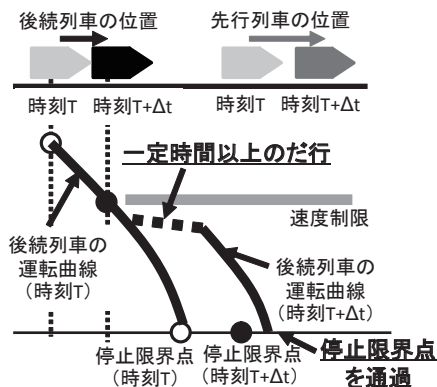 後続列車の位置
先行列車の位置
時刻T
時刻T+Δt
時刻T
時刻T+Δt
一定時間以上のだ行
速度制限
後続列車の
運転曲線
（時刻T）
後続列車の
運転曲線
（時刻T+Δt）
停止限界点
（時刻T）
停止限界点
（時刻T+Δt）
停止限界点
を通過